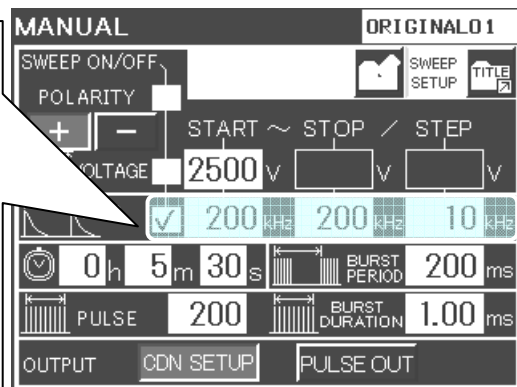 MANUAL ORIGINAL01
SWEEP ON/OFF SWEEP SETUP TITLE
POLARITY
+ − START ~ STOP / STEP
VOLTAGE 2500 V V V
✓ 200 kHz 200 kHz 10 kHz
0 h 5 m 30 s BURST PERIOD 200 ms
PULSE 200 BURST DURATION 1.00 ms
OUTPUT CDN SETUP PULSE OUT